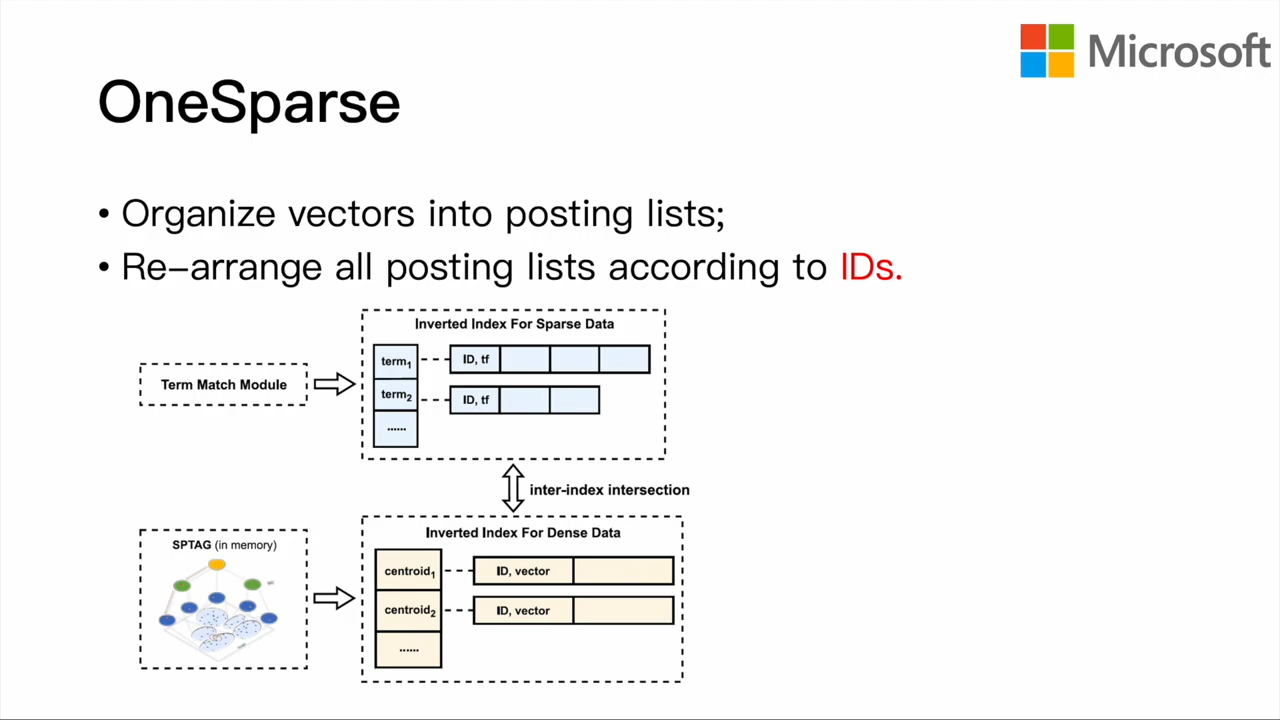 Microsoft
OneSparse
• Organize vectors into posting lists;
• Re-arrange all posting lists according to IDs.
Inverted Index For Sparse Data
Term Match Module
term1
ID, tf
term2
ID, tf
......
inter-index intersection
SPTAG (in memory)
Inverted Index For Dense Data
centroid1
ID, vector
centroid2
ID, vector
......